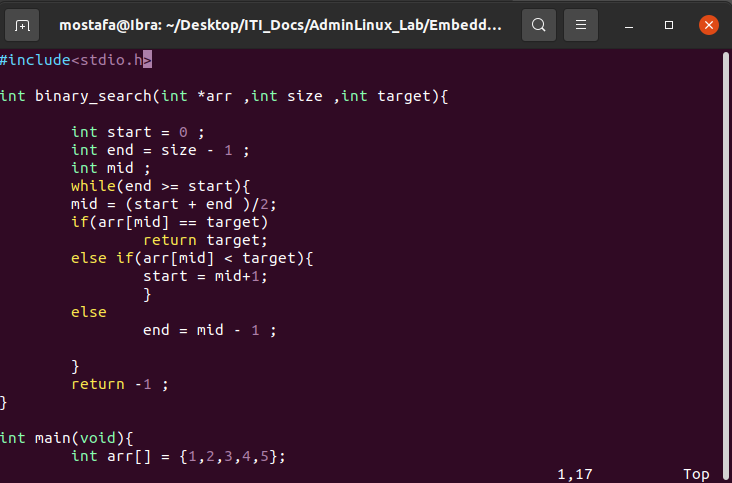 mostafa@Ibra: ~/Desktop/ITI_Docs/AdminLinux_Lab/Embedd...
#include<stdio.h>
int binary_search(int *arr ,int size ,int target){
        int start = 0 ;
        int end = size - 1 ;
        int mid ;
        while(end >= start){
        mid = (start + end )/2;
        if(arr[mid] == target)
                return target;
        else if(arr[mid] < target){
                start = mid+1;
                }
        else
                end = mid - 1 ;
        }
        return -1 ;
}
int main(void){
        int arr[] = {1,2,3,4,5};
1,17          Top